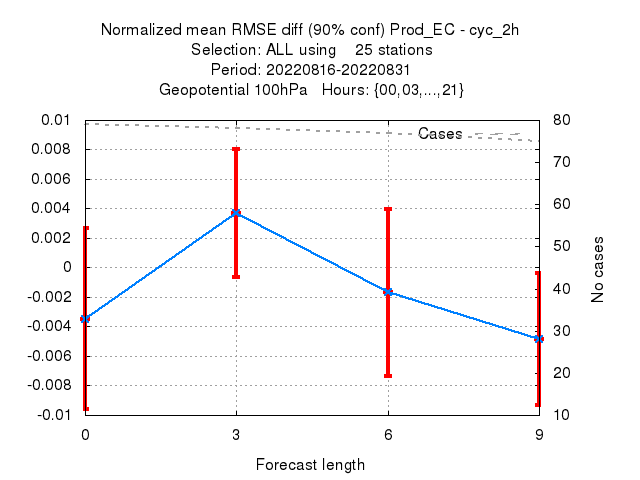 Normalized mean RMSE diff (90% conf) Prod_EC - cyc_2h
Selection: ALL using    25 stations
Period: 20220816-20220831
Geopotential 100hPa   Hours: {00,03,...,21}
Cases
0.01
0.008
0.006
0.004
0.002
0
-0.002
-0.004
-0.006
-0.008
-0.01
80
70
60
50
40
30
20
10
No cases
0 3 6 9
Forecast length